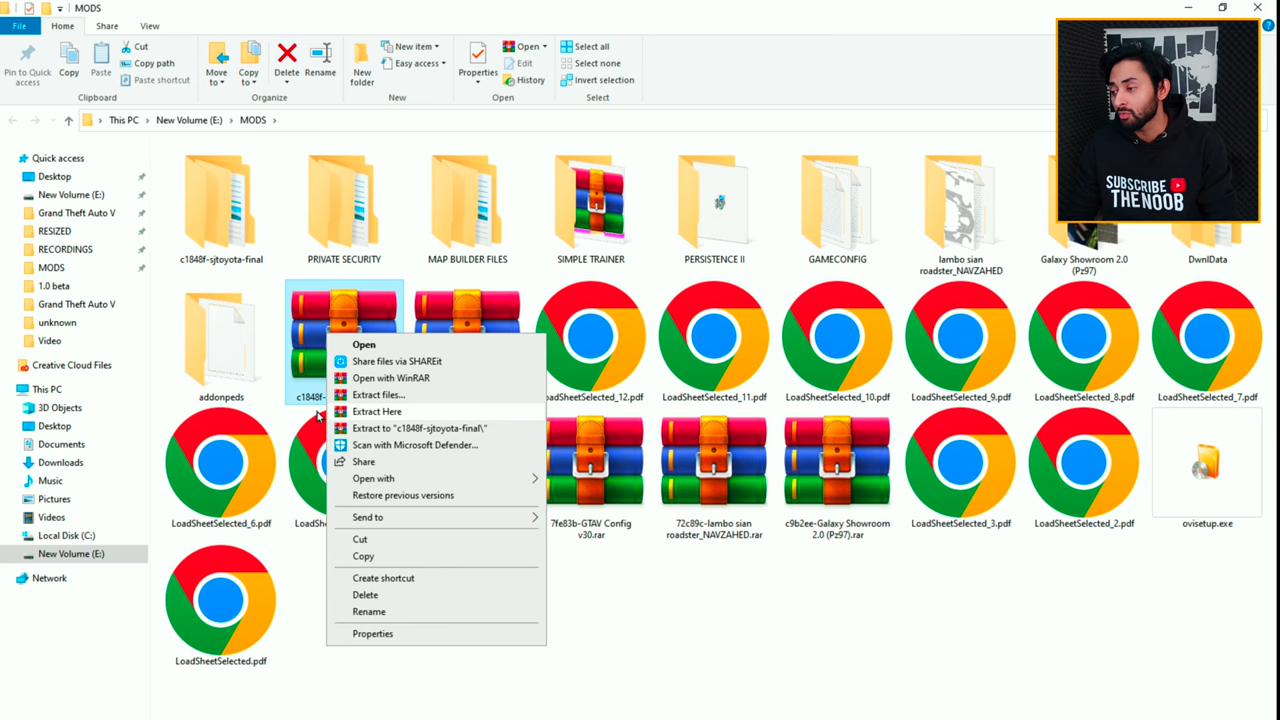 MODS
File
Home
Share
View
Pin to Quick
access
Copy
Paste
Cut
Copy path
Paste shortcut
Clipboard
Move
to
Copy
to
Delete
Rename
Organize
New
folder
New item
Easy access
New
Properties
Open
Edit
History
Open
Select all
Select none
Invert selection
Select
This PC
New Volume (E:)
MODS
SUBSCRIBE
THENOOB
Quick access
Desktop
New Volume (E:)
Grand Theft Auto V
RESIZED
RECORDINGS
MODS
1.0 beta
Grand Theft Auto V
unknown
Video
Creative Cloud Files
This PC
3D Objects
Desktop
Documents
Downloads
Music
Pictures
Videos
Local Disk (C:)
New Volume (E:)
Network
c1848f-sjtoyota-final
PRIVATE SECURITY
MAP BUILDER FILES
SIMPLE TRAINER
PERSISTENCE II
GAMECONFIG
lambo sian
roadster_NAVZAHED
Galaxy Showroom 2.0
(Pz97)
DwnlData
addonpeds
c1848f-
oadSheetSelected_12.pdf
LoadSheetSelected_11.pdf
LoadSheetSelected_10.pdf
LoadSheetSelected_9.pdf
LoadSheetSelected_8.pdf
LoadSheetSelected_7.pdf
Open
Share files via SHAREit
Open with WinRAR
Extract files...
Extract Here
Extract to "c1848f-sjtoyota-final\"
Scan with Microsoft Defender...
Share
Open with
Restore previous versions
Send to
Cut
Copy
Create shortcut
Delete
Rename
Properties
LoadSheetSelected_6.pdf
LoadShee
7fe83b-GTAV Config
v30.rar
72c89c-lambo sian
roadster_NAVZAHED.rar
c9b2ee-Galaxy Showroom
2.0 (Pz97).rar
LoadSheetSelected_3.pdf
LoadSheetSelected_2.pdf
ovisetup.exe
LoadSheetSelected.pdf